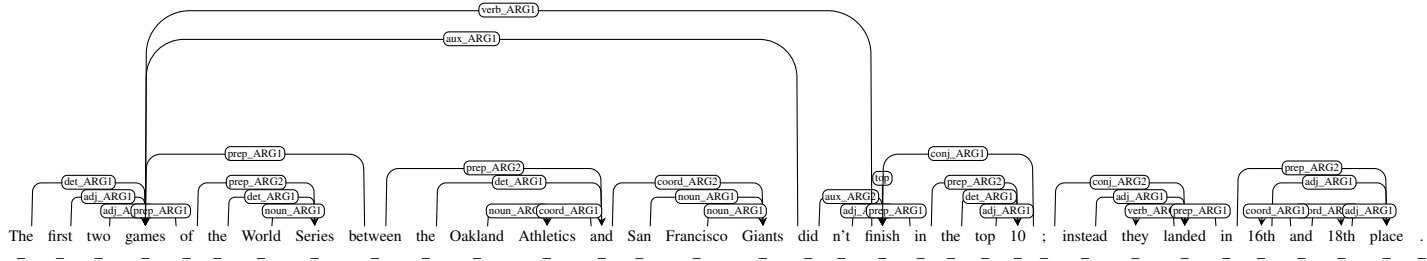 verb_ARG1
aux_ARG1
prep_ARG1 conj_ARG1
prep_ARG2 top prep_ARG2
det_ARG1 prep_ARG2 det_ARG1 coord_ARG2 prep_ARG2 conj_ARG2 adj_ARG1
adj_ARG1 det_ARG1 noun_ARG1 aux_ARG2 det_ARG1 adj_ARG1
prep_ARG1 noun_ARG1 coord_ARG1 noun_ARG1 prep_ARG1 adj_ARG1 prep_ARG1 coord_ARG1 adj_ARG1
The first two games of the World Series between the Oakland Athletics and San Francisco Giants did n't finish in the top 10 ; instead they landed in 16th and 18th place .
_ _ _ _ _ _ _ _ _ _ _ _ _ _ _ _ _ _ _ _ _ _ _ _ _ _ _ _ _ _ _ _ _